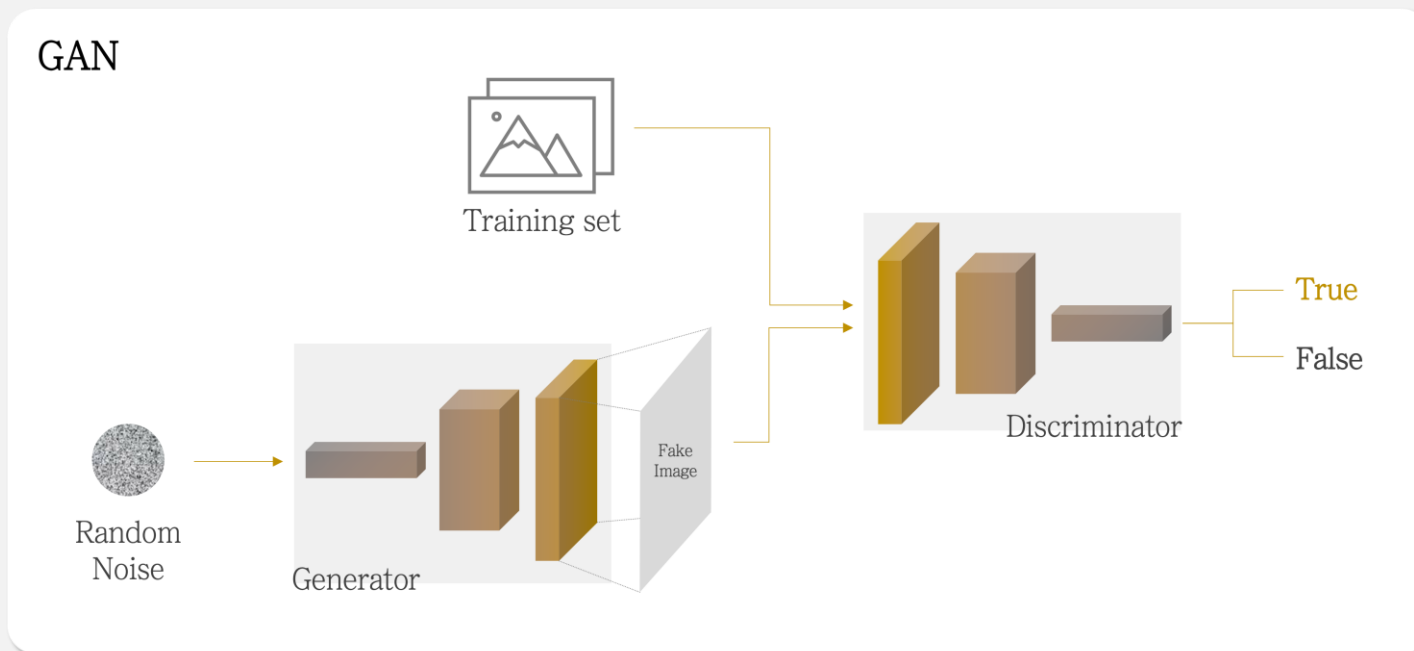 GAN
Training set
True
False
Discriminator
Fake
Image
Random
Noise
Generator